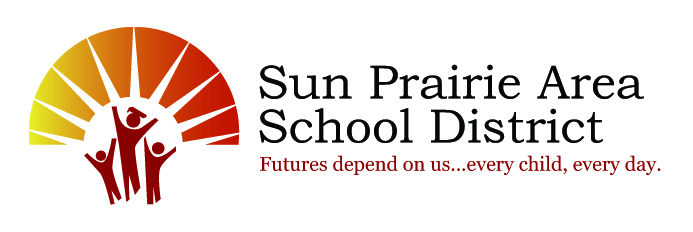 Sun Prairie Area
School District
Futures depend on us...every child, every day.